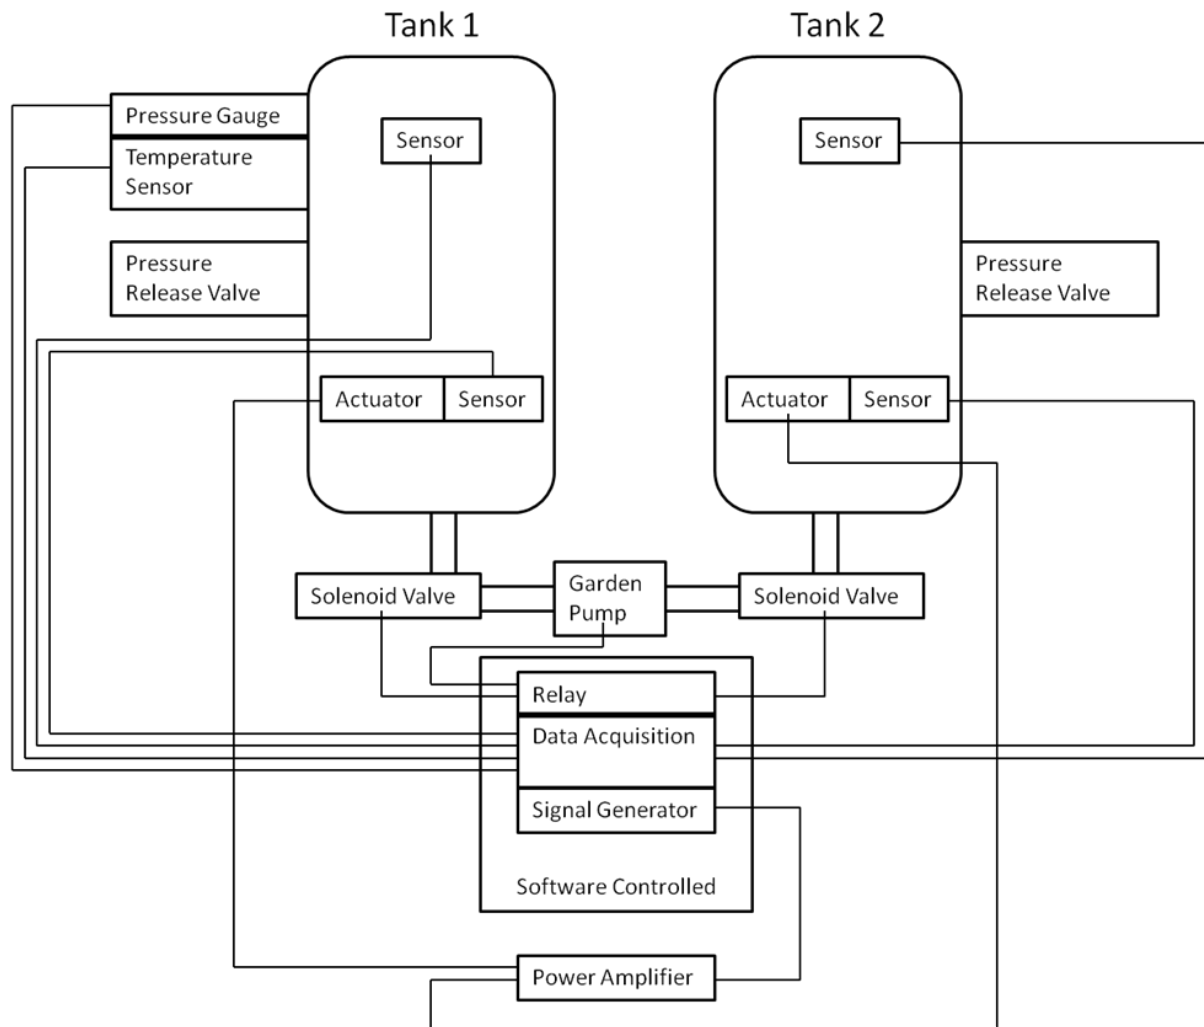 Tank 1
Tank 2
Pressure Gauge
Temperature
Sensor
Sensor
Sensor
Pressure
Release Valve
Pressure
Release Valve
Actuator
Sensor
Actuator
Sensor
Solenoid Valve
Garden
Pump
Solenoid Valve
Relay
Data Acquisition
Signal Generator
Software Controlled
Power Amplifier